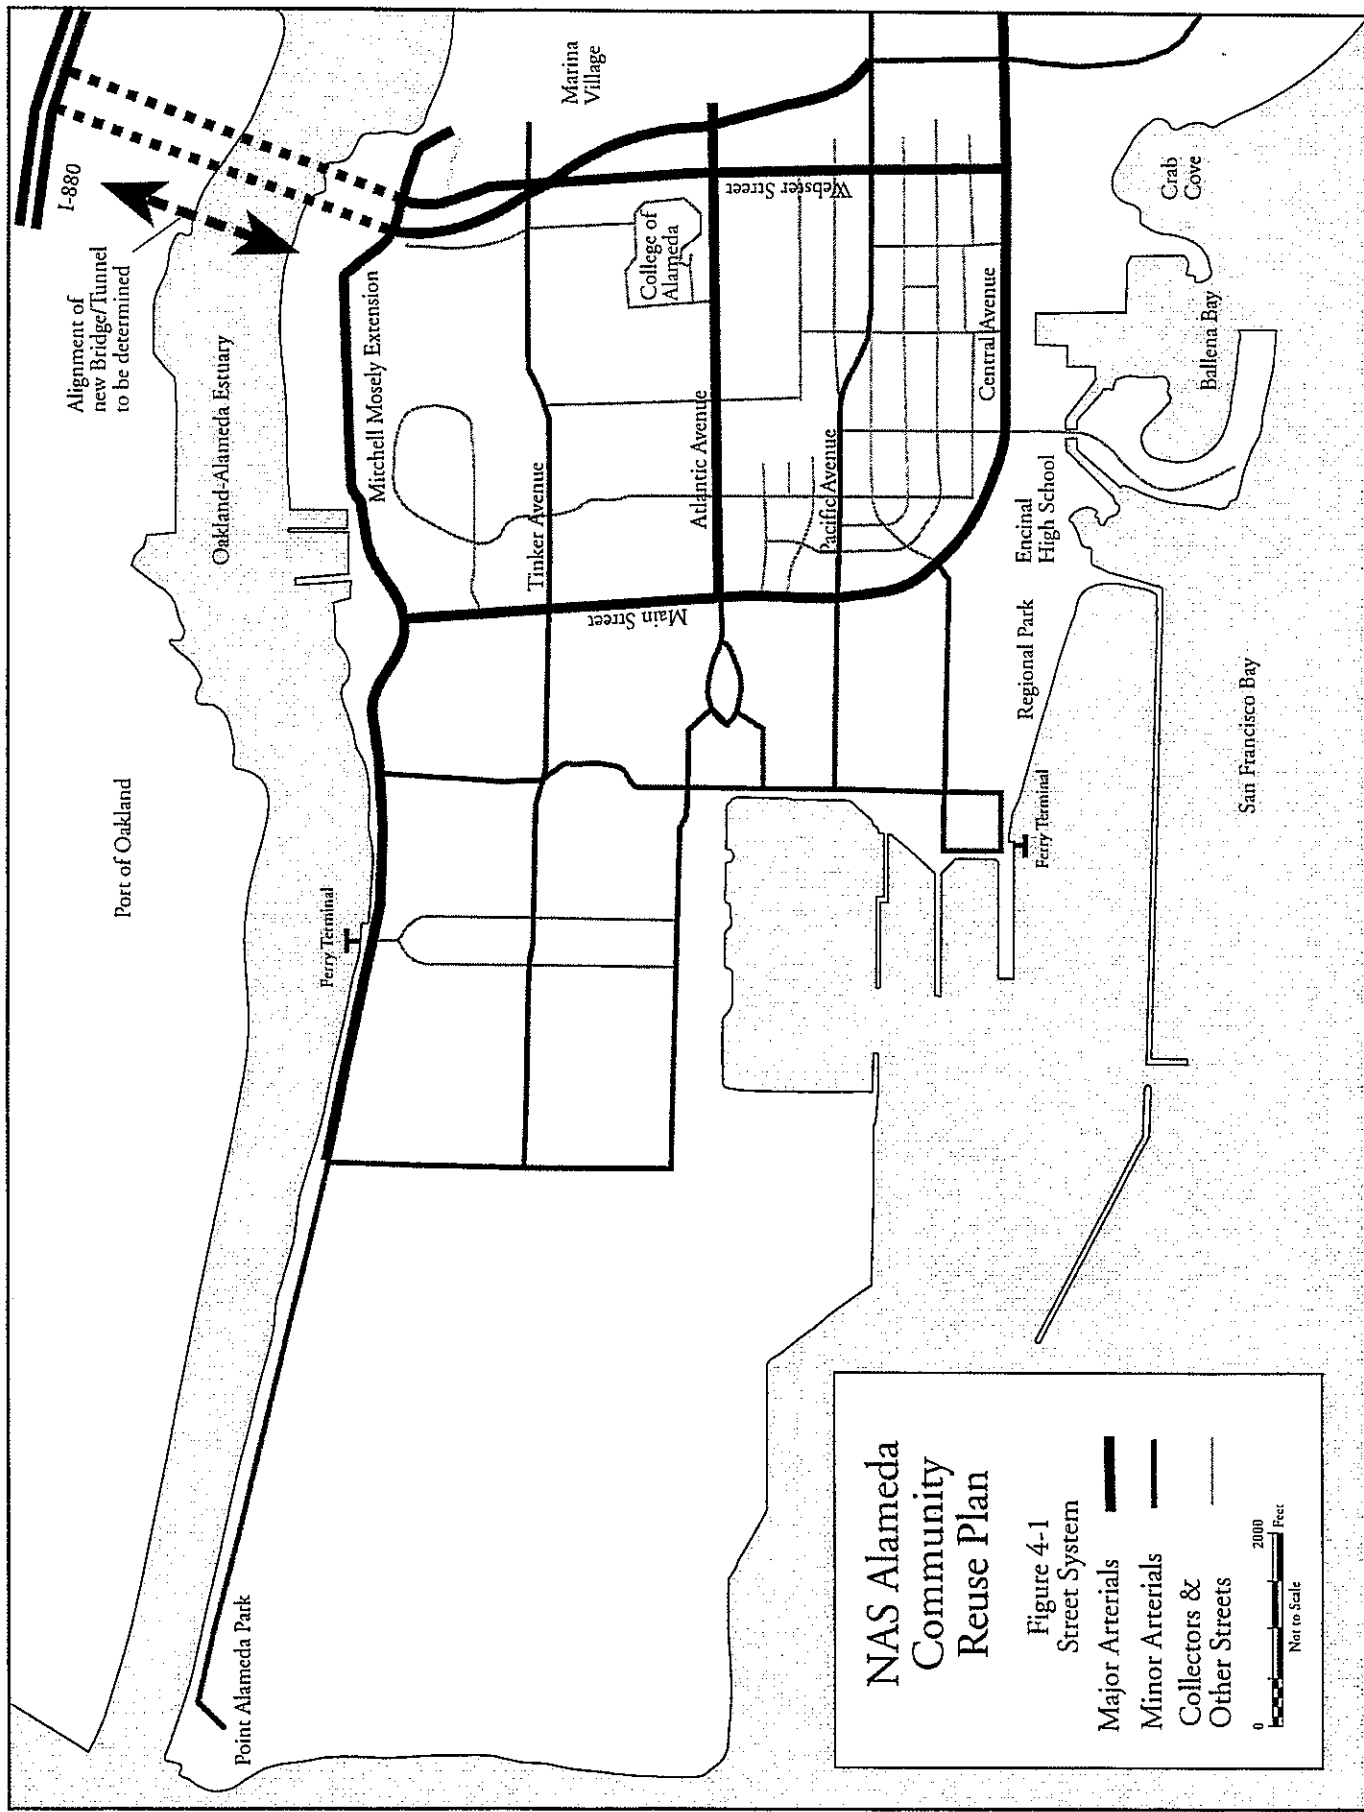 I-880
Alignment of
new Bridge/Tunnel
to be determined
Port of Oakland
Oakland-Alameda Estuary
Marina
Village
Mitchell Mosely Extension
College of
Alameda
Webster Street
Tinker Avenue
Atlantic Avenue
Main Street
Pacific Avenue
Central Avenue
Crab
Cove
Ballena Bay
Encinal
High School
Regional Park
Ferry Terminal
Ferry Terminal
San Francisco Bay
Point Alameda Park
NAS Alameda
Community
Reuse Plan
Figure 4-1
Street System
Major Arterials
Minor Arterials
Collectors &
Other Streets
0 2000
Feet
Not to Scale